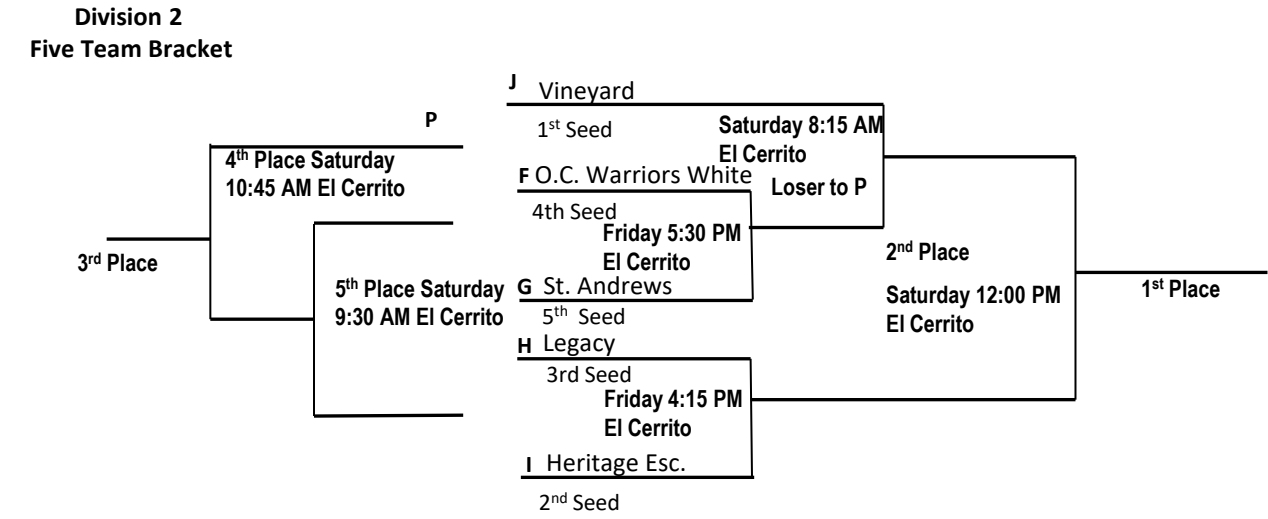 Division 2
Five Team Bracket
J Vineyard
1st Seed
Saturday 8:15 AM
El Cerrito
Loser to P
P
4th Place Saturday
10:45 AM El Cerrito
F O.C. Warriors White
4th Seed
Friday 5:30 PM
El Cerrito
3rd Place
2nd Place
Saturday 12:00 PM
El Cerrito
1st Place
5th Place Saturday
9:30 AM El Cerrito
G St. Andrews
5th Seed
H Legacy
3rd Seed
Friday 4:15 PM
El Cerrito
I Heritage Esc.
2nd Seed